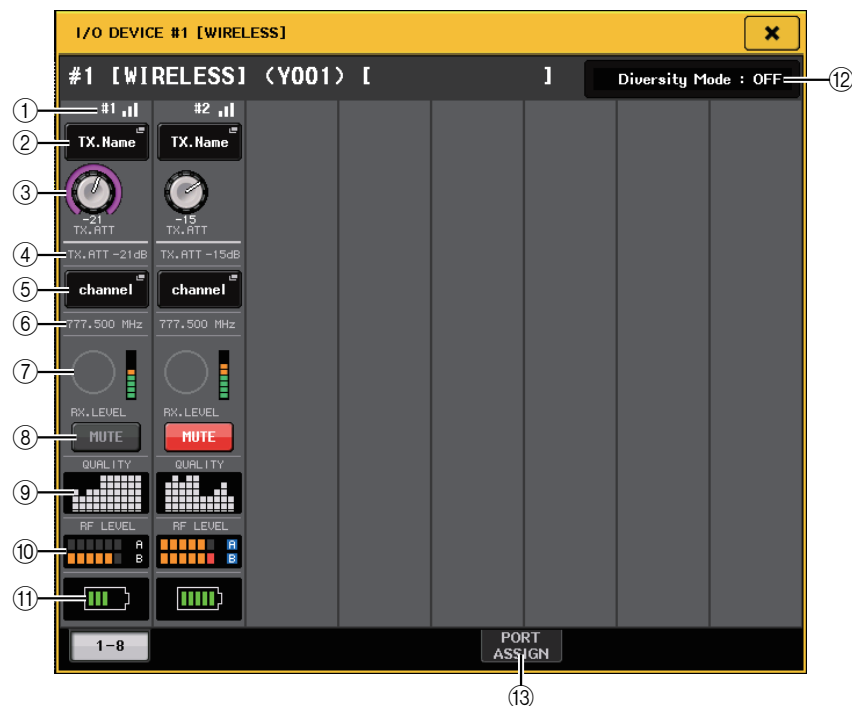 I/O DEVICE #1 [WIRELESS]
#1 [WIRELESS] (Y001) [ ]
Diversity Mode : OFF
⑫
① #1 #2
② TX.Name TX.Name
③
-21 -15
TX.ATT TX.ATT
④ TX.ATT -21dB TX.ATT -15dB
⑤ channel channel
⑥ 777.500 MHz 777.500 MHz
⑦
RX.LEVEL RX.LEVEL
⑧ MUTE MUTE
QUALITY QUALITY
⑨
RF LEVEL RF LEVEL
⑩ A A
B B
⑪
1-8
PORT
ASSIGN
⑬